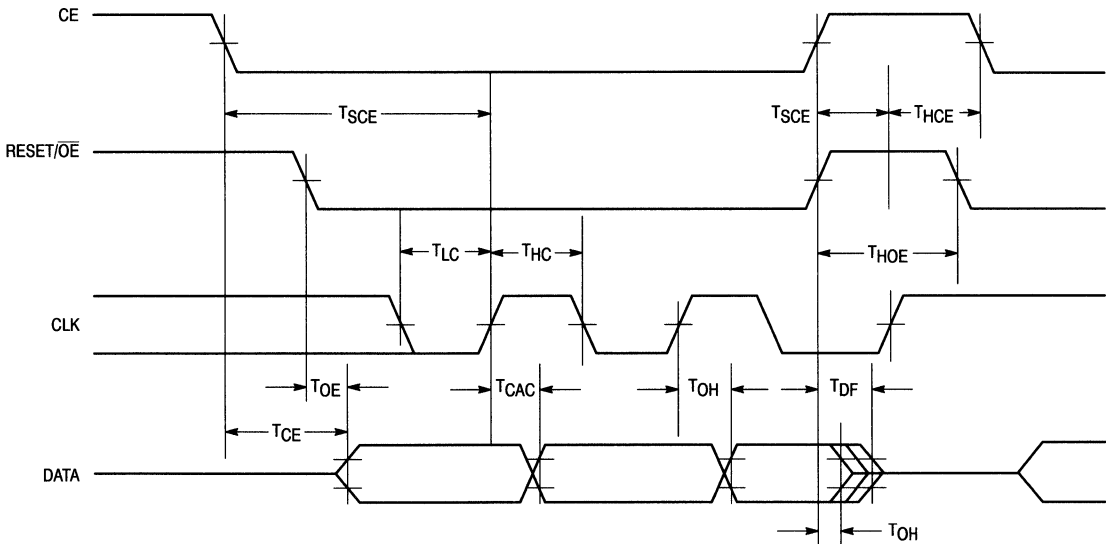 CE
TSCE
TSCE
THCE
RESET/OE
TLC
THC
THOE
CLK
TOE
TCAC
TOH
TDF
TCE
DATA
TOH